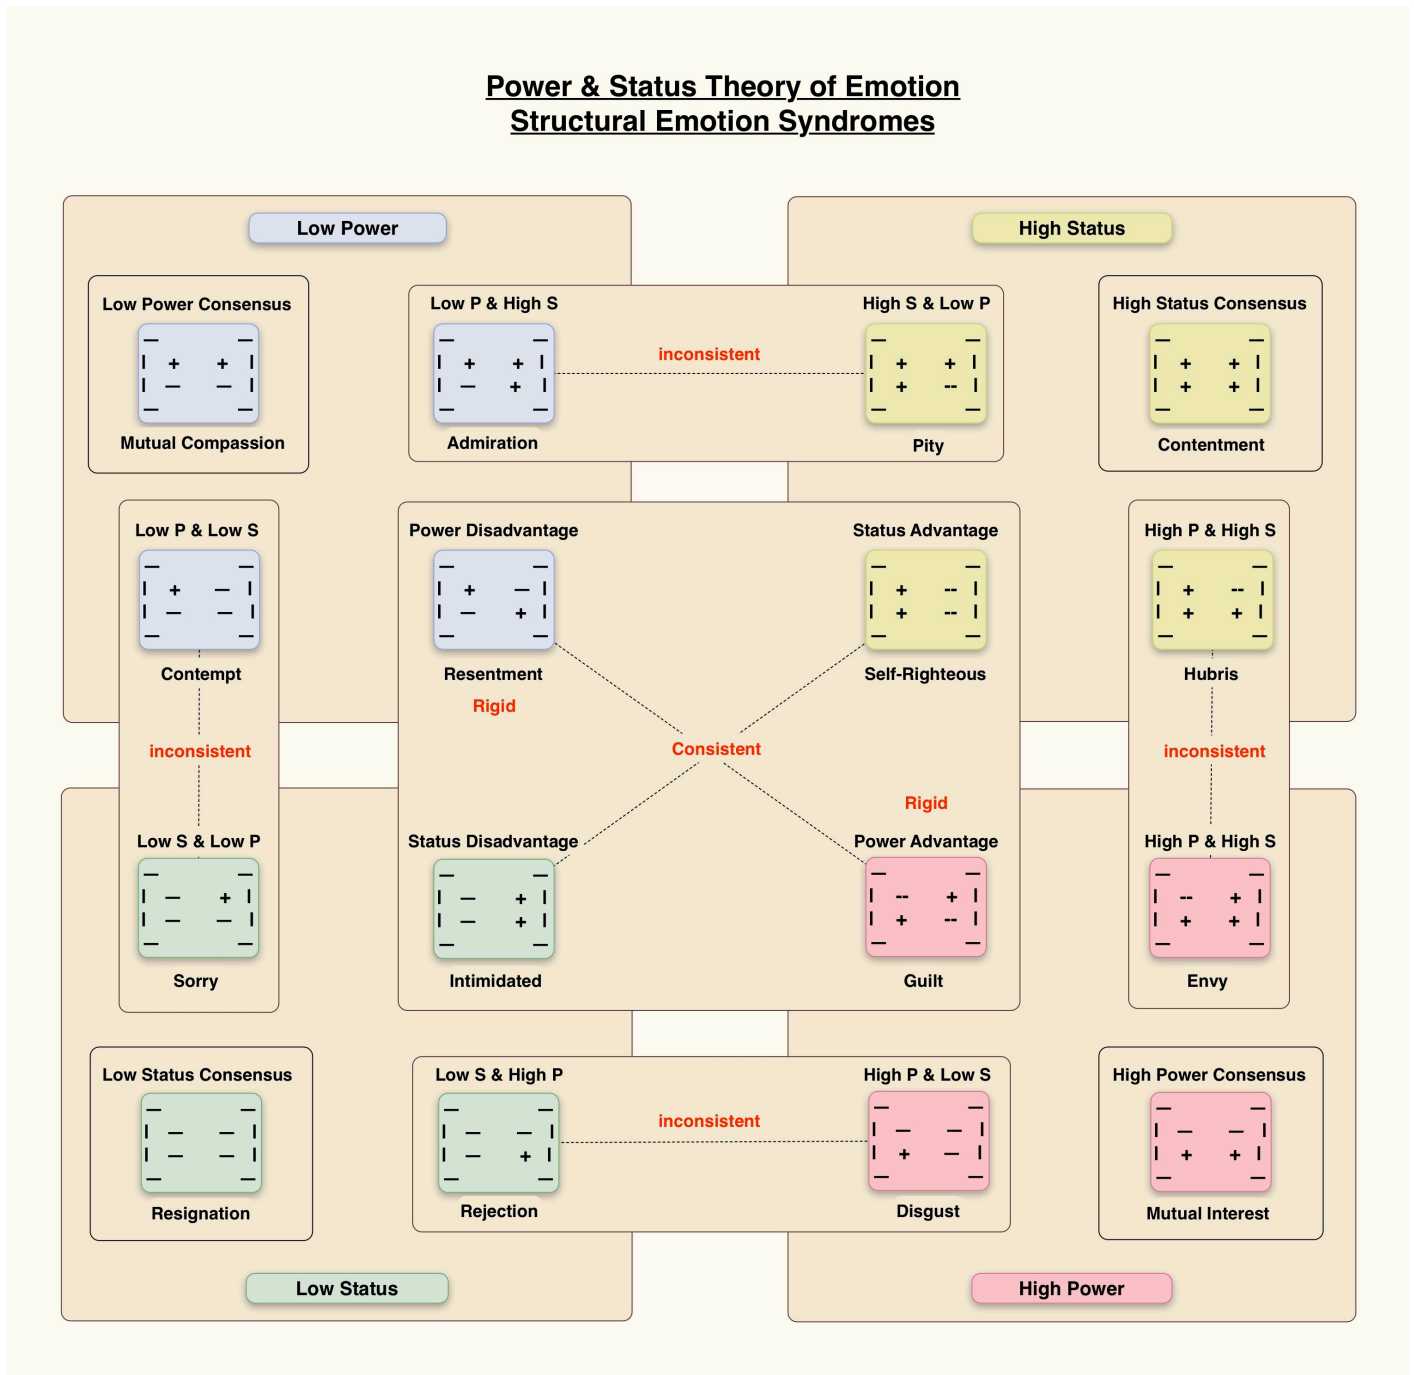 Power & Status Theory of Emotion
Structural Emotion Syndromes
Low Power
High Status
Low Power Consensus
+ +
— —
Mutual Compassion
Low P & High S
+ +
— +
Admiration
inconsistent
High S & Low P
+ +
+ --
Pity
High Status Consensus
+ +
+ +
Contentment
Low P & Low S
+ —
— —
Contempt
inconsistent
Low S & Low P
— +
— —
Sorry
Power Disadvantage
+ —
— +
Resentment
Rigid
Status Advantage
+ --
+ --
Self-Righteous
Consistent
Status Disadvantage
— +
— +
Intimidated
Rigid
Power Advantage
-- +
+ --
Guilt
High P & High S
+ --
+ +
Hubris
inconsistent
High P & High S
-- +
+ +
Envy
Low Status Consensus
— —
— —
Resignation
Low S & High P
— —
— +
Rejection
inconsistent
High P & Low S
— —
+ —
Disgust
High Power Consensus
— —
+ +
Mutual Interest
Low Status
High Power